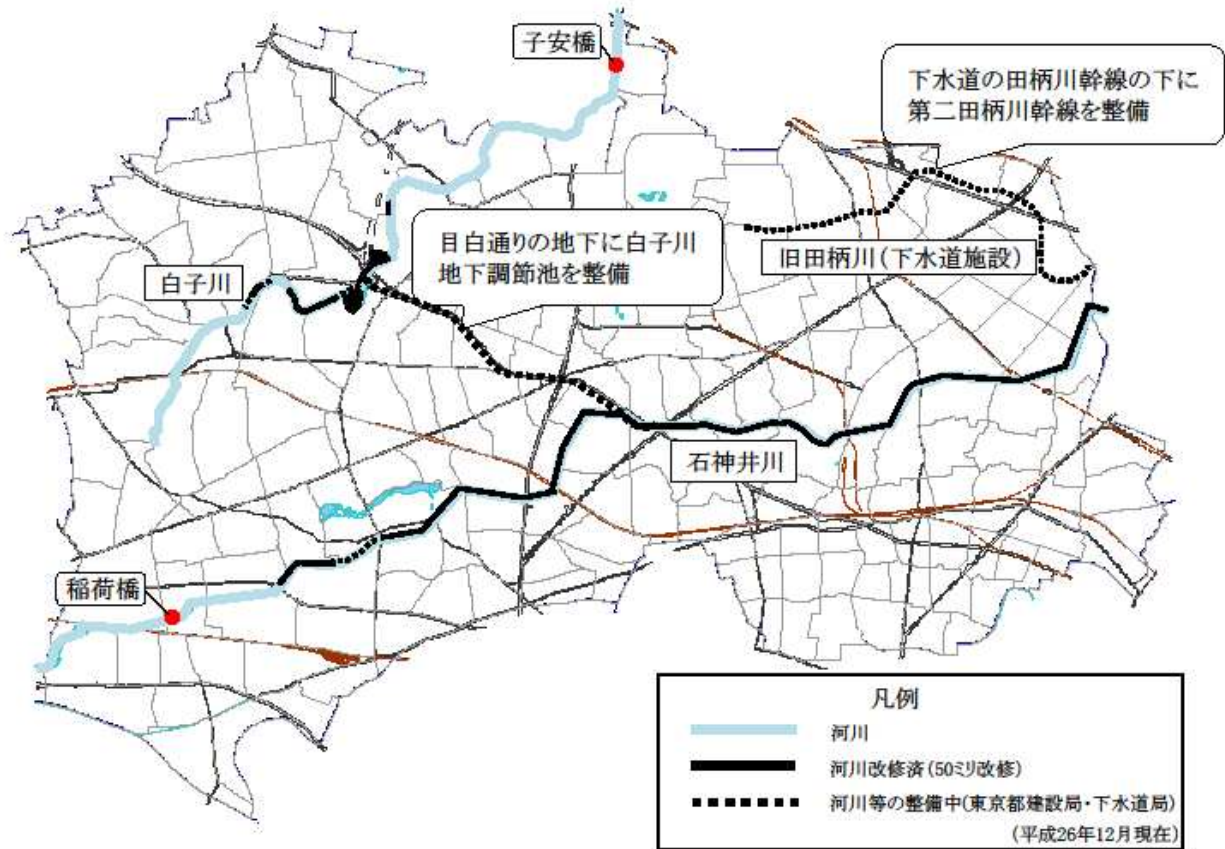 子安橋
下水道の田柄川幹線の下に
第二田柄川幹線を整備
目白通りの地下に白子川
地下調節池を整備
旧田柄川(下水道施設)
白子川
石神井川
稲荷橋
凡例
河川
河川改修済(50ミリ改修)
河川等の整備中(東京都建設局・下水道局)
(平成26年12月現在)